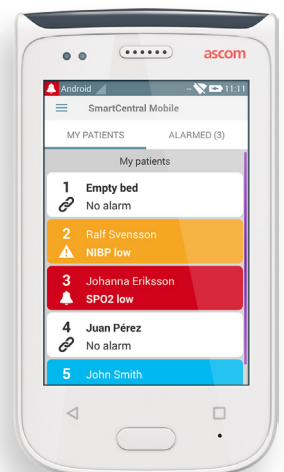 ascom
Android 11:11
SmartCentral Mobile
MY PATIENTS ALARMED (3)
My patients
1 Empty bed
No alarm
2 Ralf Svensson
NIBP low
3 Johanna Eriksson
SPO2 low
4 Juan Pérez
No alarm
5 John Smith